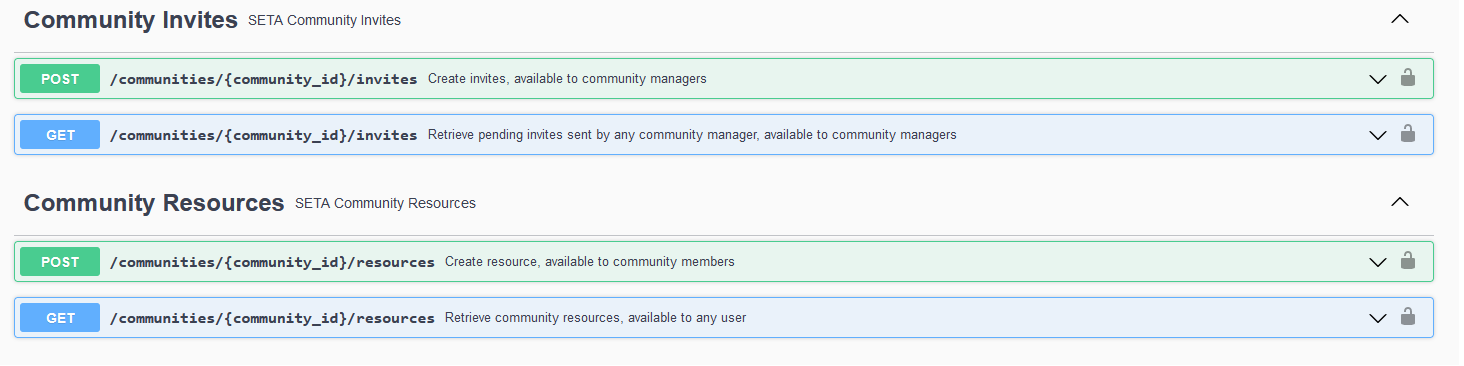 Community Invites SETA Community Invites
POST /communities/{community_id}/invites Create invites, available to community managers
GET /communities/{community_id}/invites Retrieve pending invites sent by any community manager, available to community managers
Community Resources SETA Community Resources
POST /communities/{community_id}/resources Create resource, available to community members
GET /communities/{community_id}/resources Retrieve community resources, available to any user